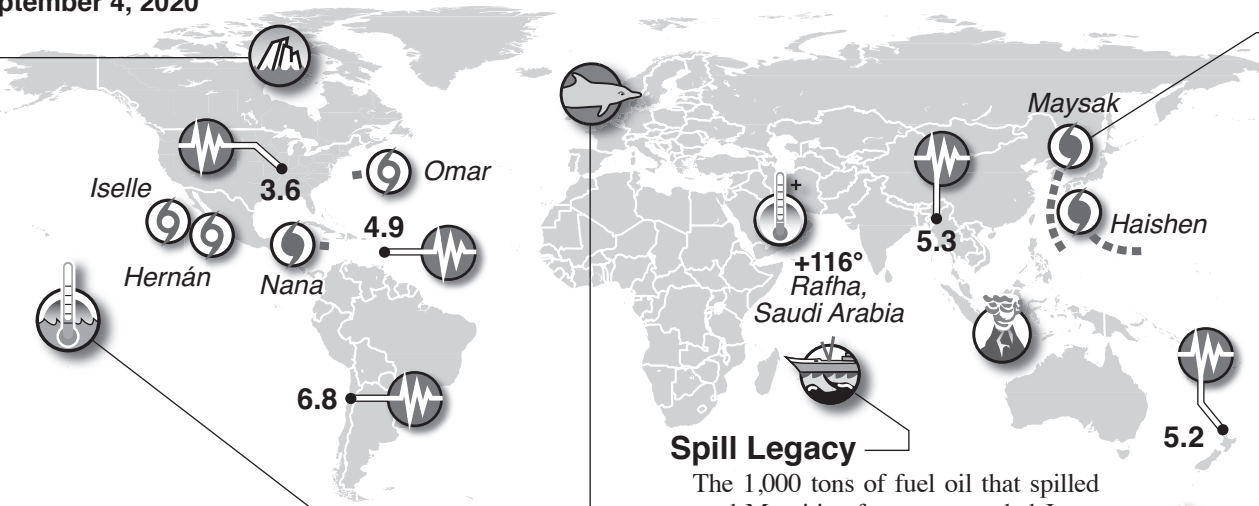 September 4, 2020
Maysak
Omar
Iselle
3.6
4.9
Haishen
5.3
Hernán
Nana
+
+116°
Rafha,
Saudi Arabia
6.8
5.2
Spill Legacy
The 1,000 tons of fuel oil that spilled